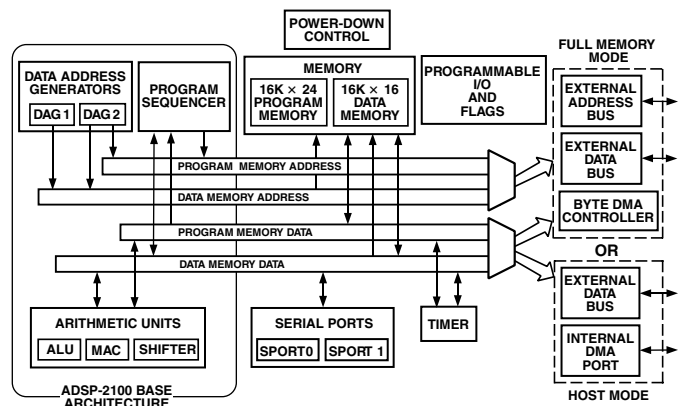 POWER-DOWN
CONTROL
FULL MEMORY
MODE
DATA ADDRESS
GENERATORS
DAG 1
DAG 2
PROGRAM
SEQUENCER
MEMORY
16K × 24
PROGRAM
MEMORY
16K × 16
DATA
MEMORY
PROGRAMMABLE
I/O
AND
FLAGS
EXTERNAL
ADDRESS
BUS
EXTERNAL
DATA
BUS
BYTE DMA
CONTROLLER
OR
PROGRAM MEMORY ADDRESS
DATA MEMORY ADDRESS
PROGRAM MEMORY DATA
DATA MEMORY DATA
EXTERNAL
DATA
BUS
INTERNAL
DMA
PORT
HOST MODE
ARITHMETIC UNITS
ALU
MAC
SHIFTER
SERIAL PORTS
SPORT0
SPORT 1
TIMER
ADSP-2100 BASE
ARCHITECTURE